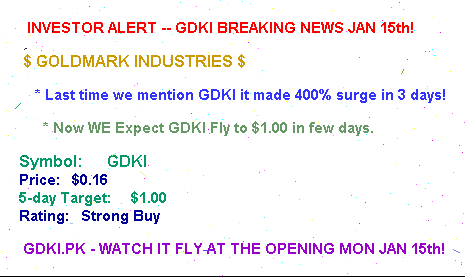 INVESTOR ALERT -- GDKI BREAKING NEWS JAN 15th!
$ GOLDMARK INDUSTRIES $
* Last time we mention GDKI it made 400% surge in 3 days!
* Now WE Expect GDKI Fly to $1.00 in few days.
Symbol: GDKI
Price: $0.16
5-day Target: $1.00
Rating: Strong Buy
GDKI.PK - WATCH IT FLY AT THE OPENING MON JAN 15th!